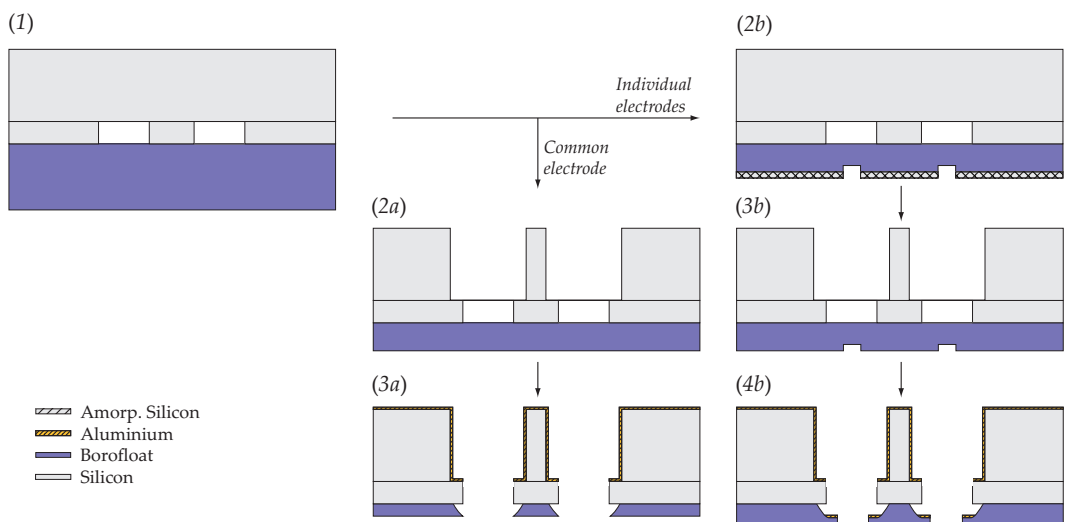 (1)
(2b)
Individual
electrodes
Common
electrode
(2a)
(3b)
(3a)
(4b)
Amorp. Silicon
Aluminium
Borofloat
Silicon